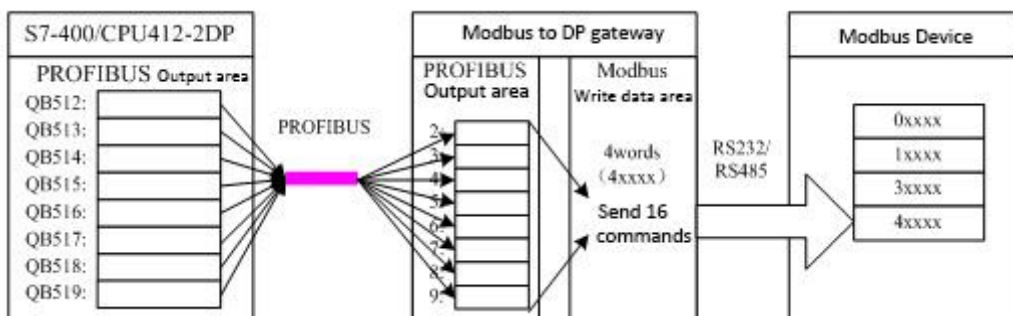 S7-400/CPU412-2DP
PROFIBUS Output area
QB512:
QB513:
QB514:
QB515:
QB516:
QB517:
QB518:
QB519:
PROFIBUS
Modbus to DP gateway
PROFIBUS
Output area
2:
3:
4:
5:
6:
7:
8:
9:
Modbus
Write data area
4words
(4xxxx)
Send 16
commands
RS232/
RS485
Modbus Device
0xxxx
1xxxx
3xxxx
4xxxx